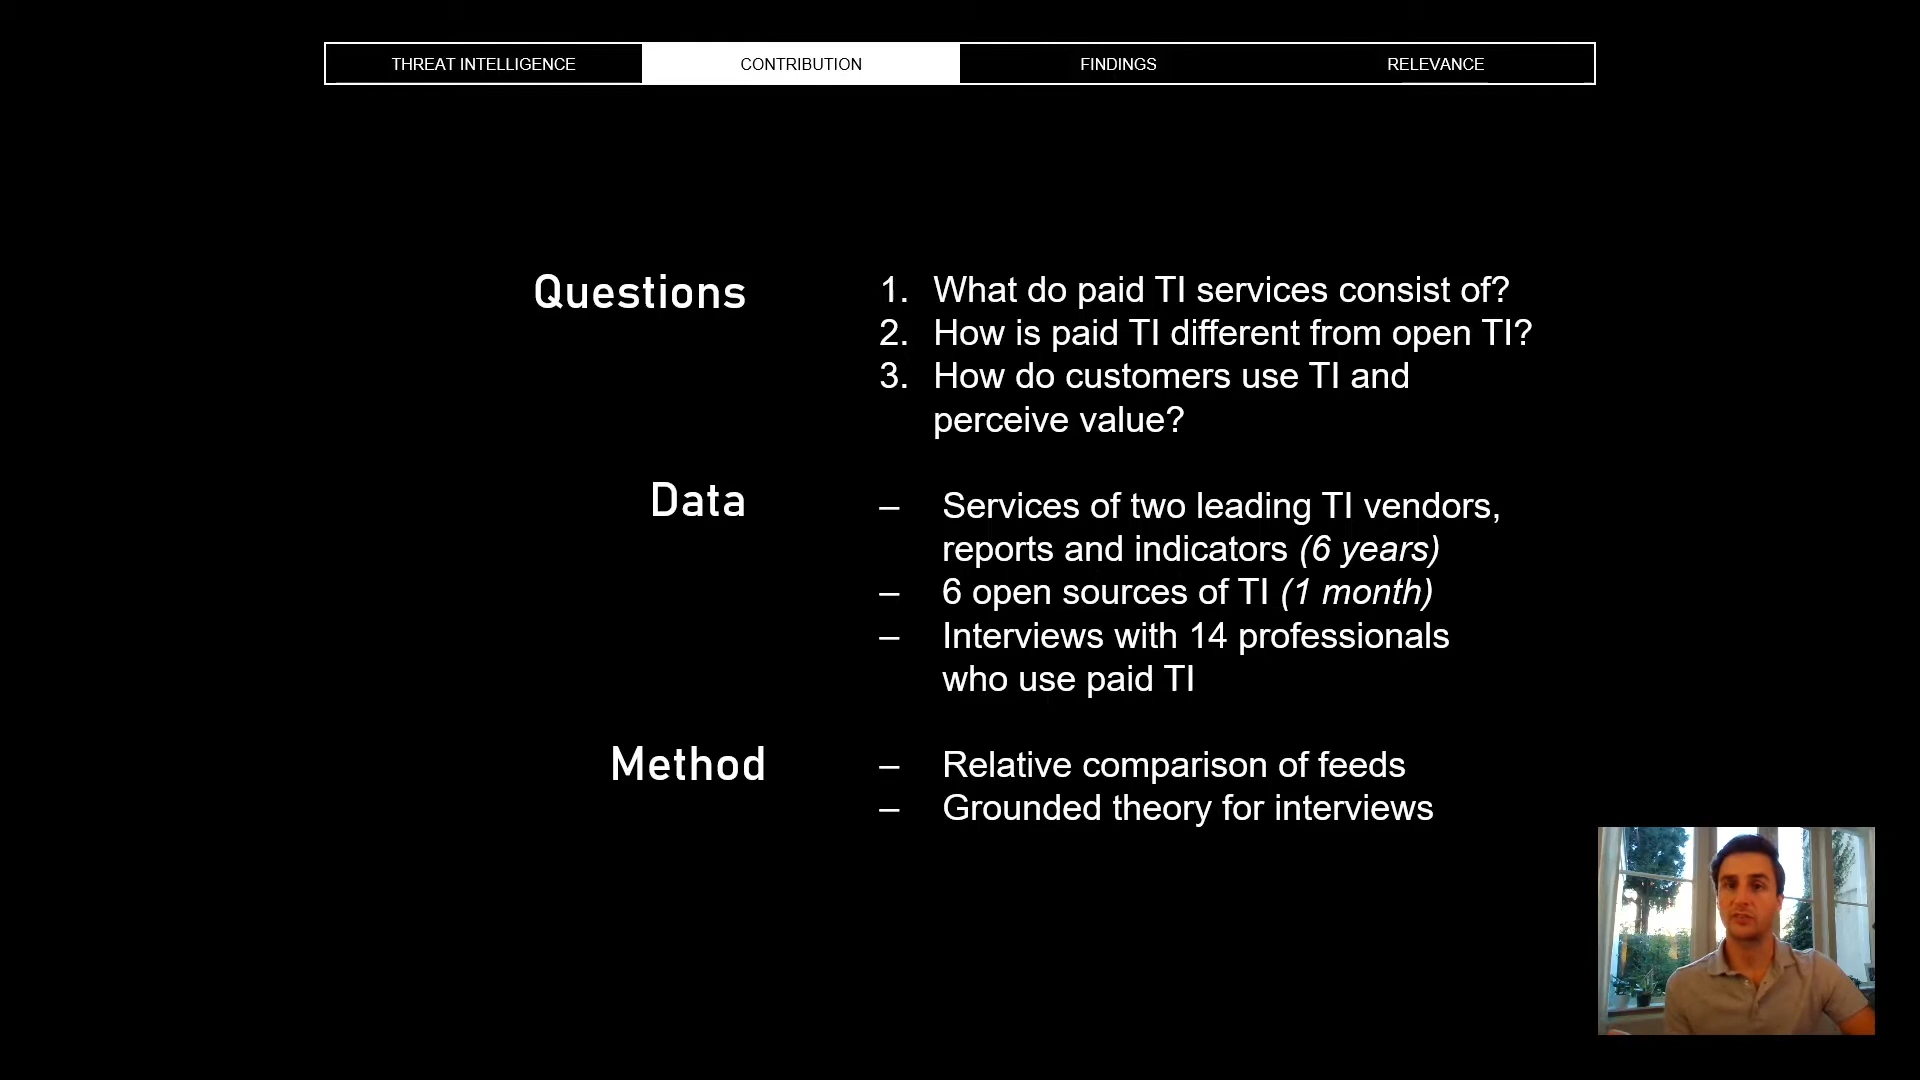 THREAT INTELLIGENCE
CONTRIBUTION
FINDINGS
RELEVANCE
Questions
1. What do paid TI services consist of?
2. How is paid TI different from open TI?
3. How do customers use TI and
perceive value?
Data
– Services of two leading TI vendors,
reports and indicators (6 years)
– 6 open sources of TI (1 month)
– Interviews with 14 professionals
who use paid TI
Method
– Relative comparison of feeds
– Grounded theory for interviews